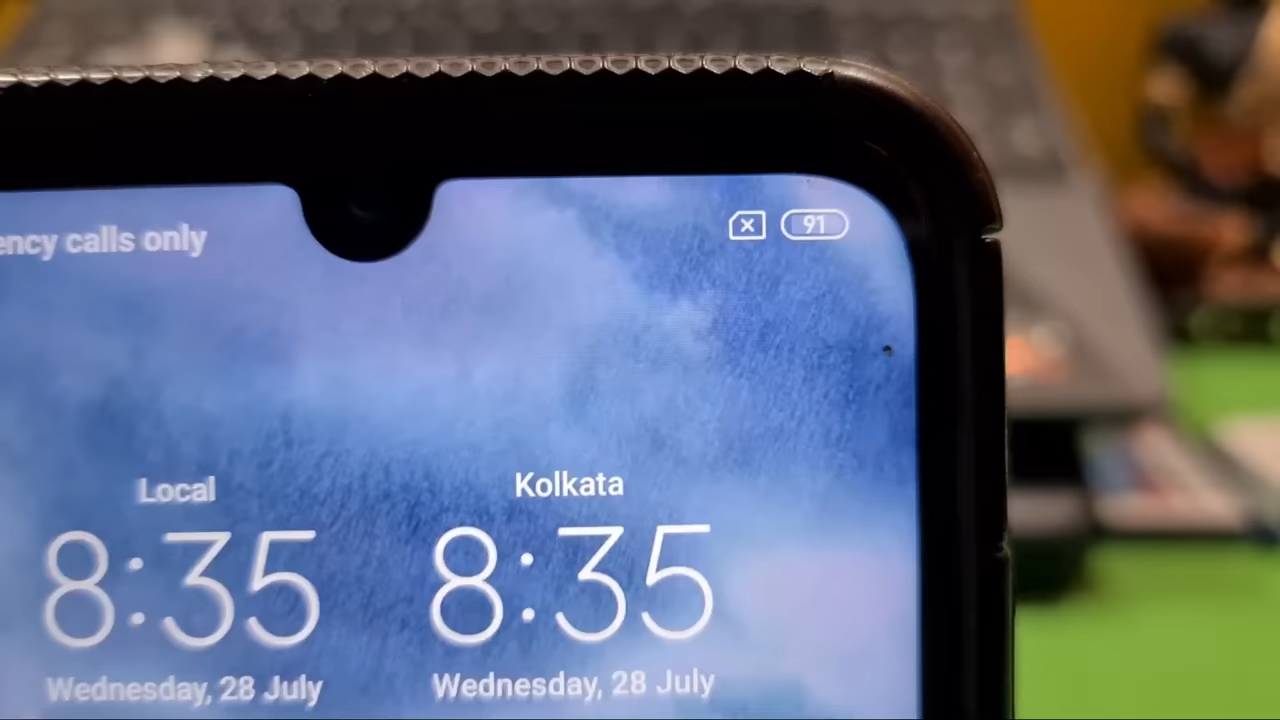 ency calls only
91
Local
Kolkata
8:35
8:35
Wednesday, 28 July
Wednesday, 28 July